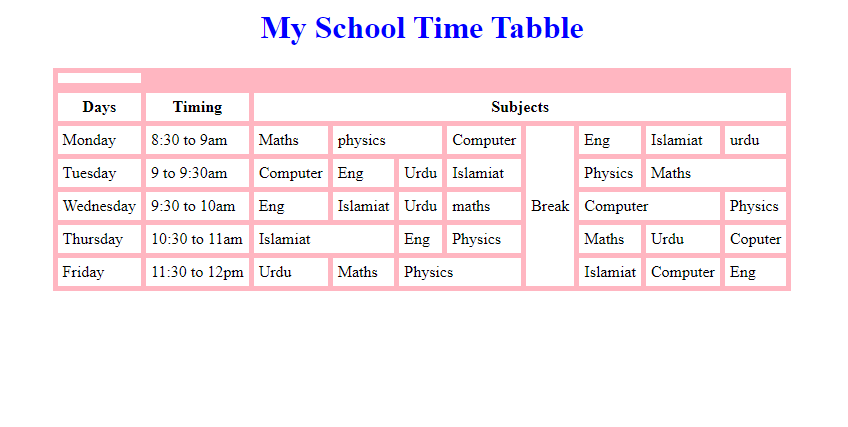 My School Time Tabble
Days Timing Subjects
Monday 8:30 to 9am Maths physics Computer Eng Islamiat urdu
Tuesday 9 to 9:30am Computer Eng Urdu Islamiat Physics Maths
Wednesday 9:30 to 10am Eng Islamiat Urdu maths Break Computer Physics
Thursday 10:30 to 11am Islamiat Eng Physics Maths Urdu Coputer
Friday 11:30 to 12pm Urdu Maths Physics Islamiat Computer Eng